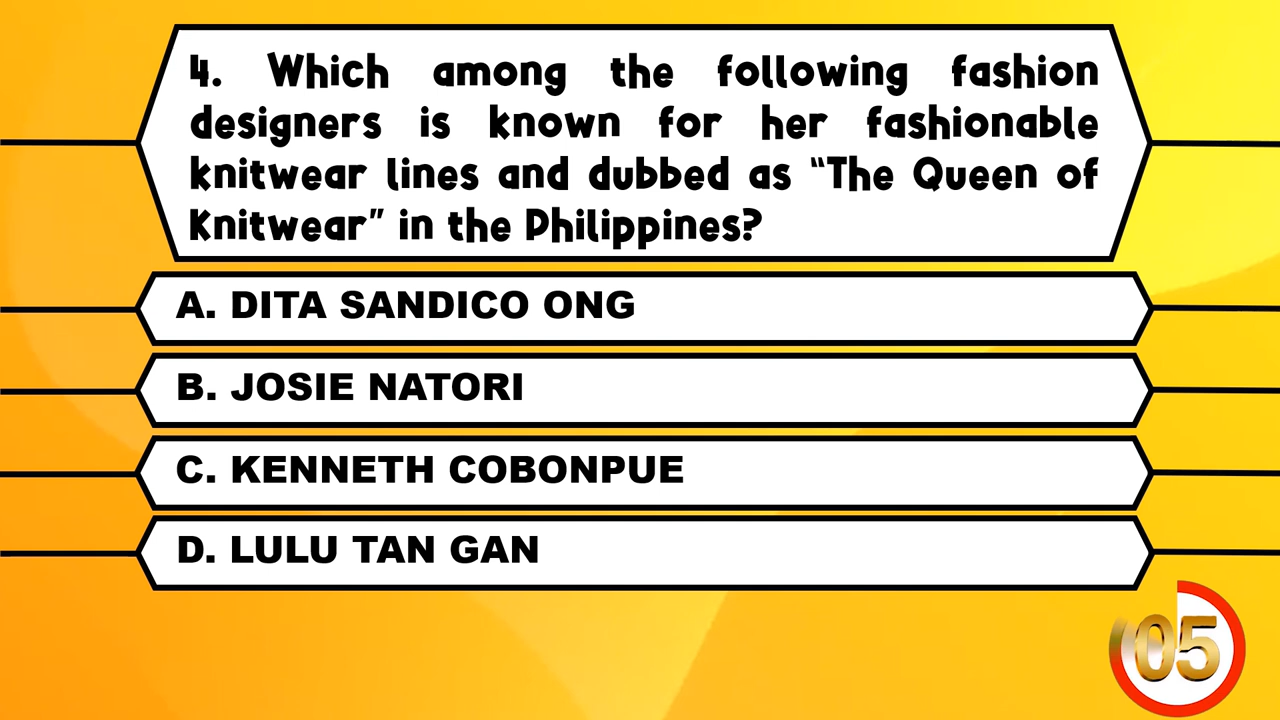 4. Which among the following fashion
designers is known for her fashionable
knitwear lines and dubbed as “The Queen of
Knitwear” in the Philippines?
A. DITA SANDICO ONG
B. JOSIE NATORI
C. KENNETH COBONPUE
D. LULU TAN GAN
05